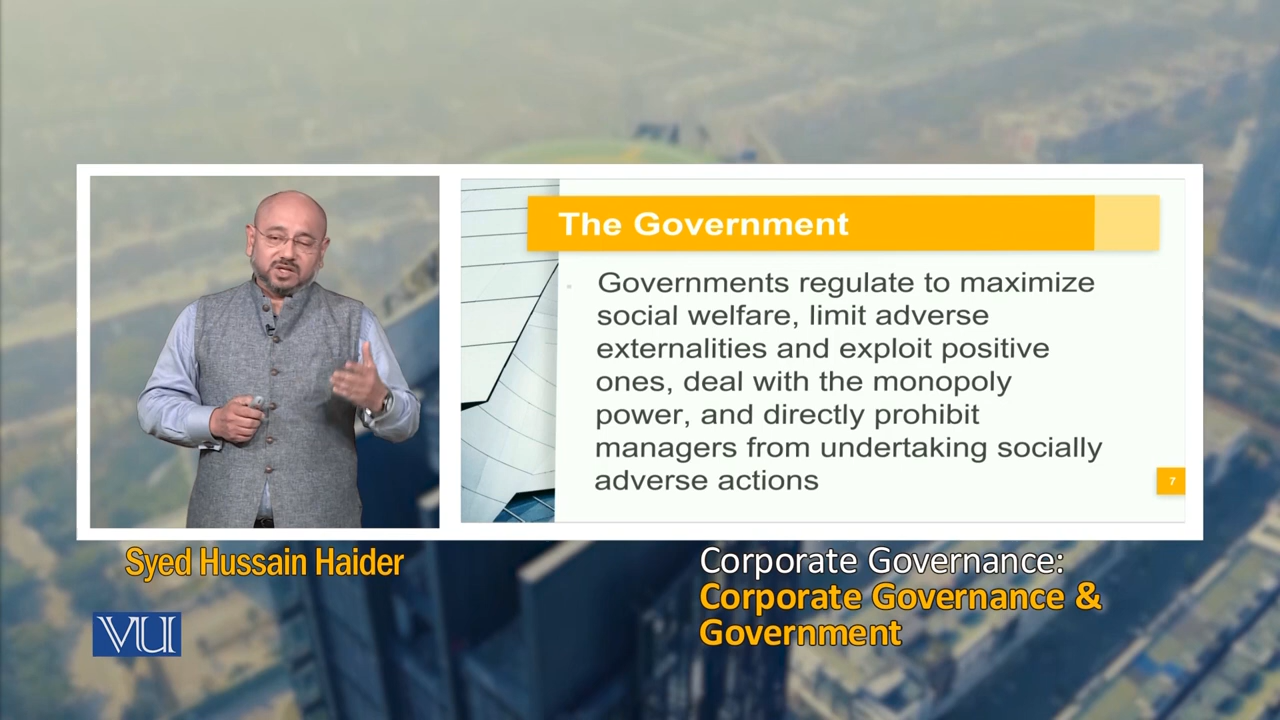 The Government
Governments regulate to maximize
social welfare, limit adverse
externalities and exploit positive
ones, deal with the monopoly
power, and directly prohibit
managers from undertaking socially
adverse actions
7
Syed Hussain Haider
Corporate Governance:
Corporate Governance &
Government
VU